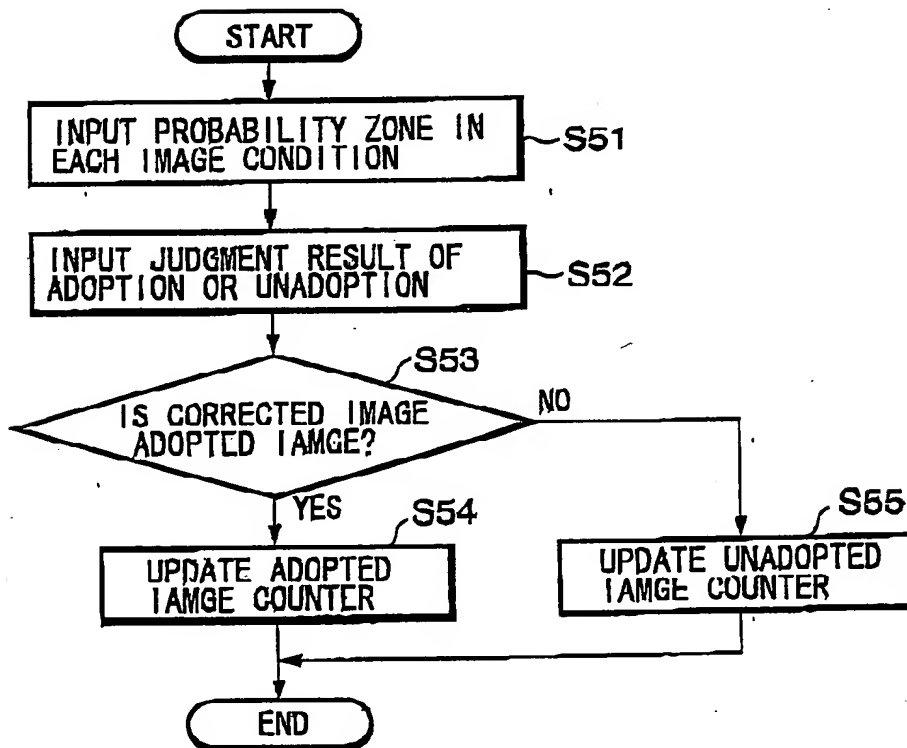 START
INPUT PROBABILITY ZONE IN
EACH IMAGE CONDITION
S51
INPUT JUDGMENT RESULT OF
ADOPTION OR UNADOPTION
S52
S53
IS CORRECTED IMAGE
ADOPTED IAMGE?
NO
YES
S54
UPDATE ADOPTED
IAMGE COUNTER
S55
UPDATE UNADOPTED
IAMGE COUNTER
END